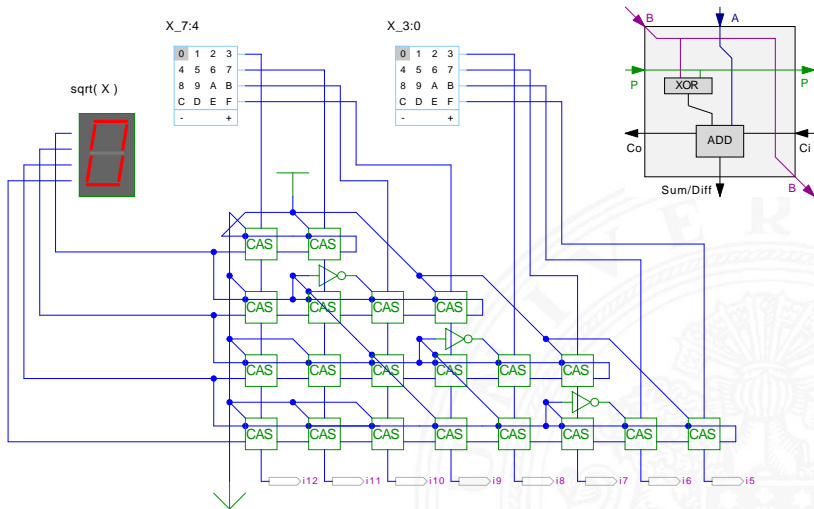 X_7:4
X_3:0
sqrt( X )
0 1 2 3
4 5 6 7
8 9 A B
C D E F
- +
0 1 2 3
4 5 6 7
8 9 A B
C D E F
- +
B A
P XOR P
ADD
Co Ci
Sum/Diff B
CAS CAS
CAS CAS CAS CAS
CAS CAS CAS CAS CAS CAS
CAS CAS CAS CAS CAS CAS CAS CAS
i12 i11 i10 i9 i8 i7 i6 i5